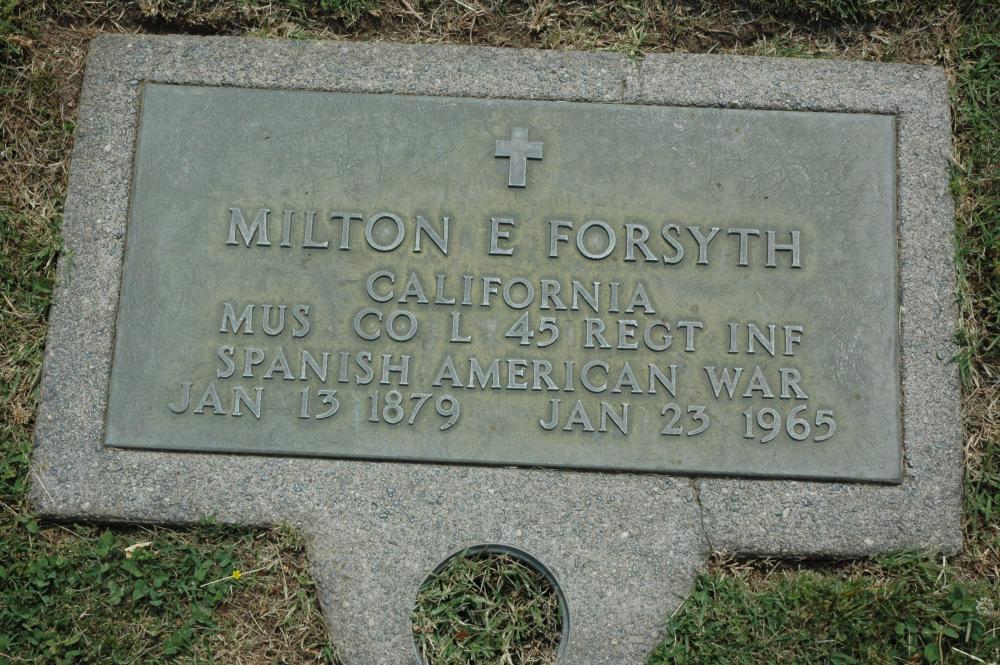 MILTON E FORSYTH
CALIFORNIA
MUS CO L 45 REGT INF
SPANISH AMERICAN WAR
JAN 13 1879 JAN 23 1965